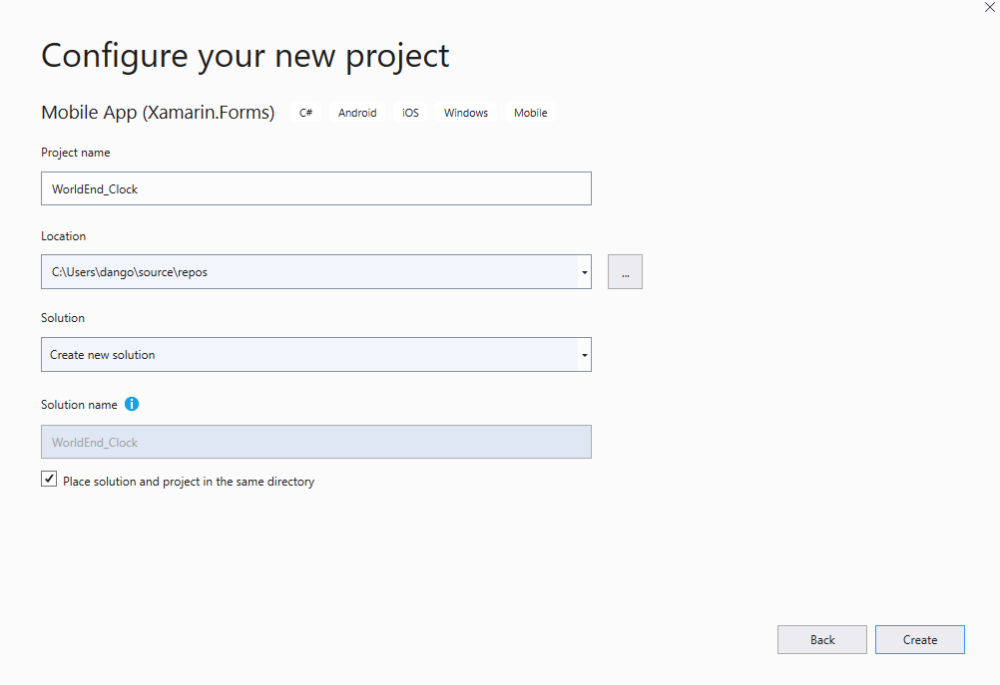 Configure your new project
Mobile App (Xamarin.Forms) C# Android iOS Windows Mobile
Project name
WorldEnd_Clock
Location
C:\Users\dango\source\repos
...
Solution
Create new solution
Solution name
WorldEnd_Clock
Place solution and project in the same directory
Back Create